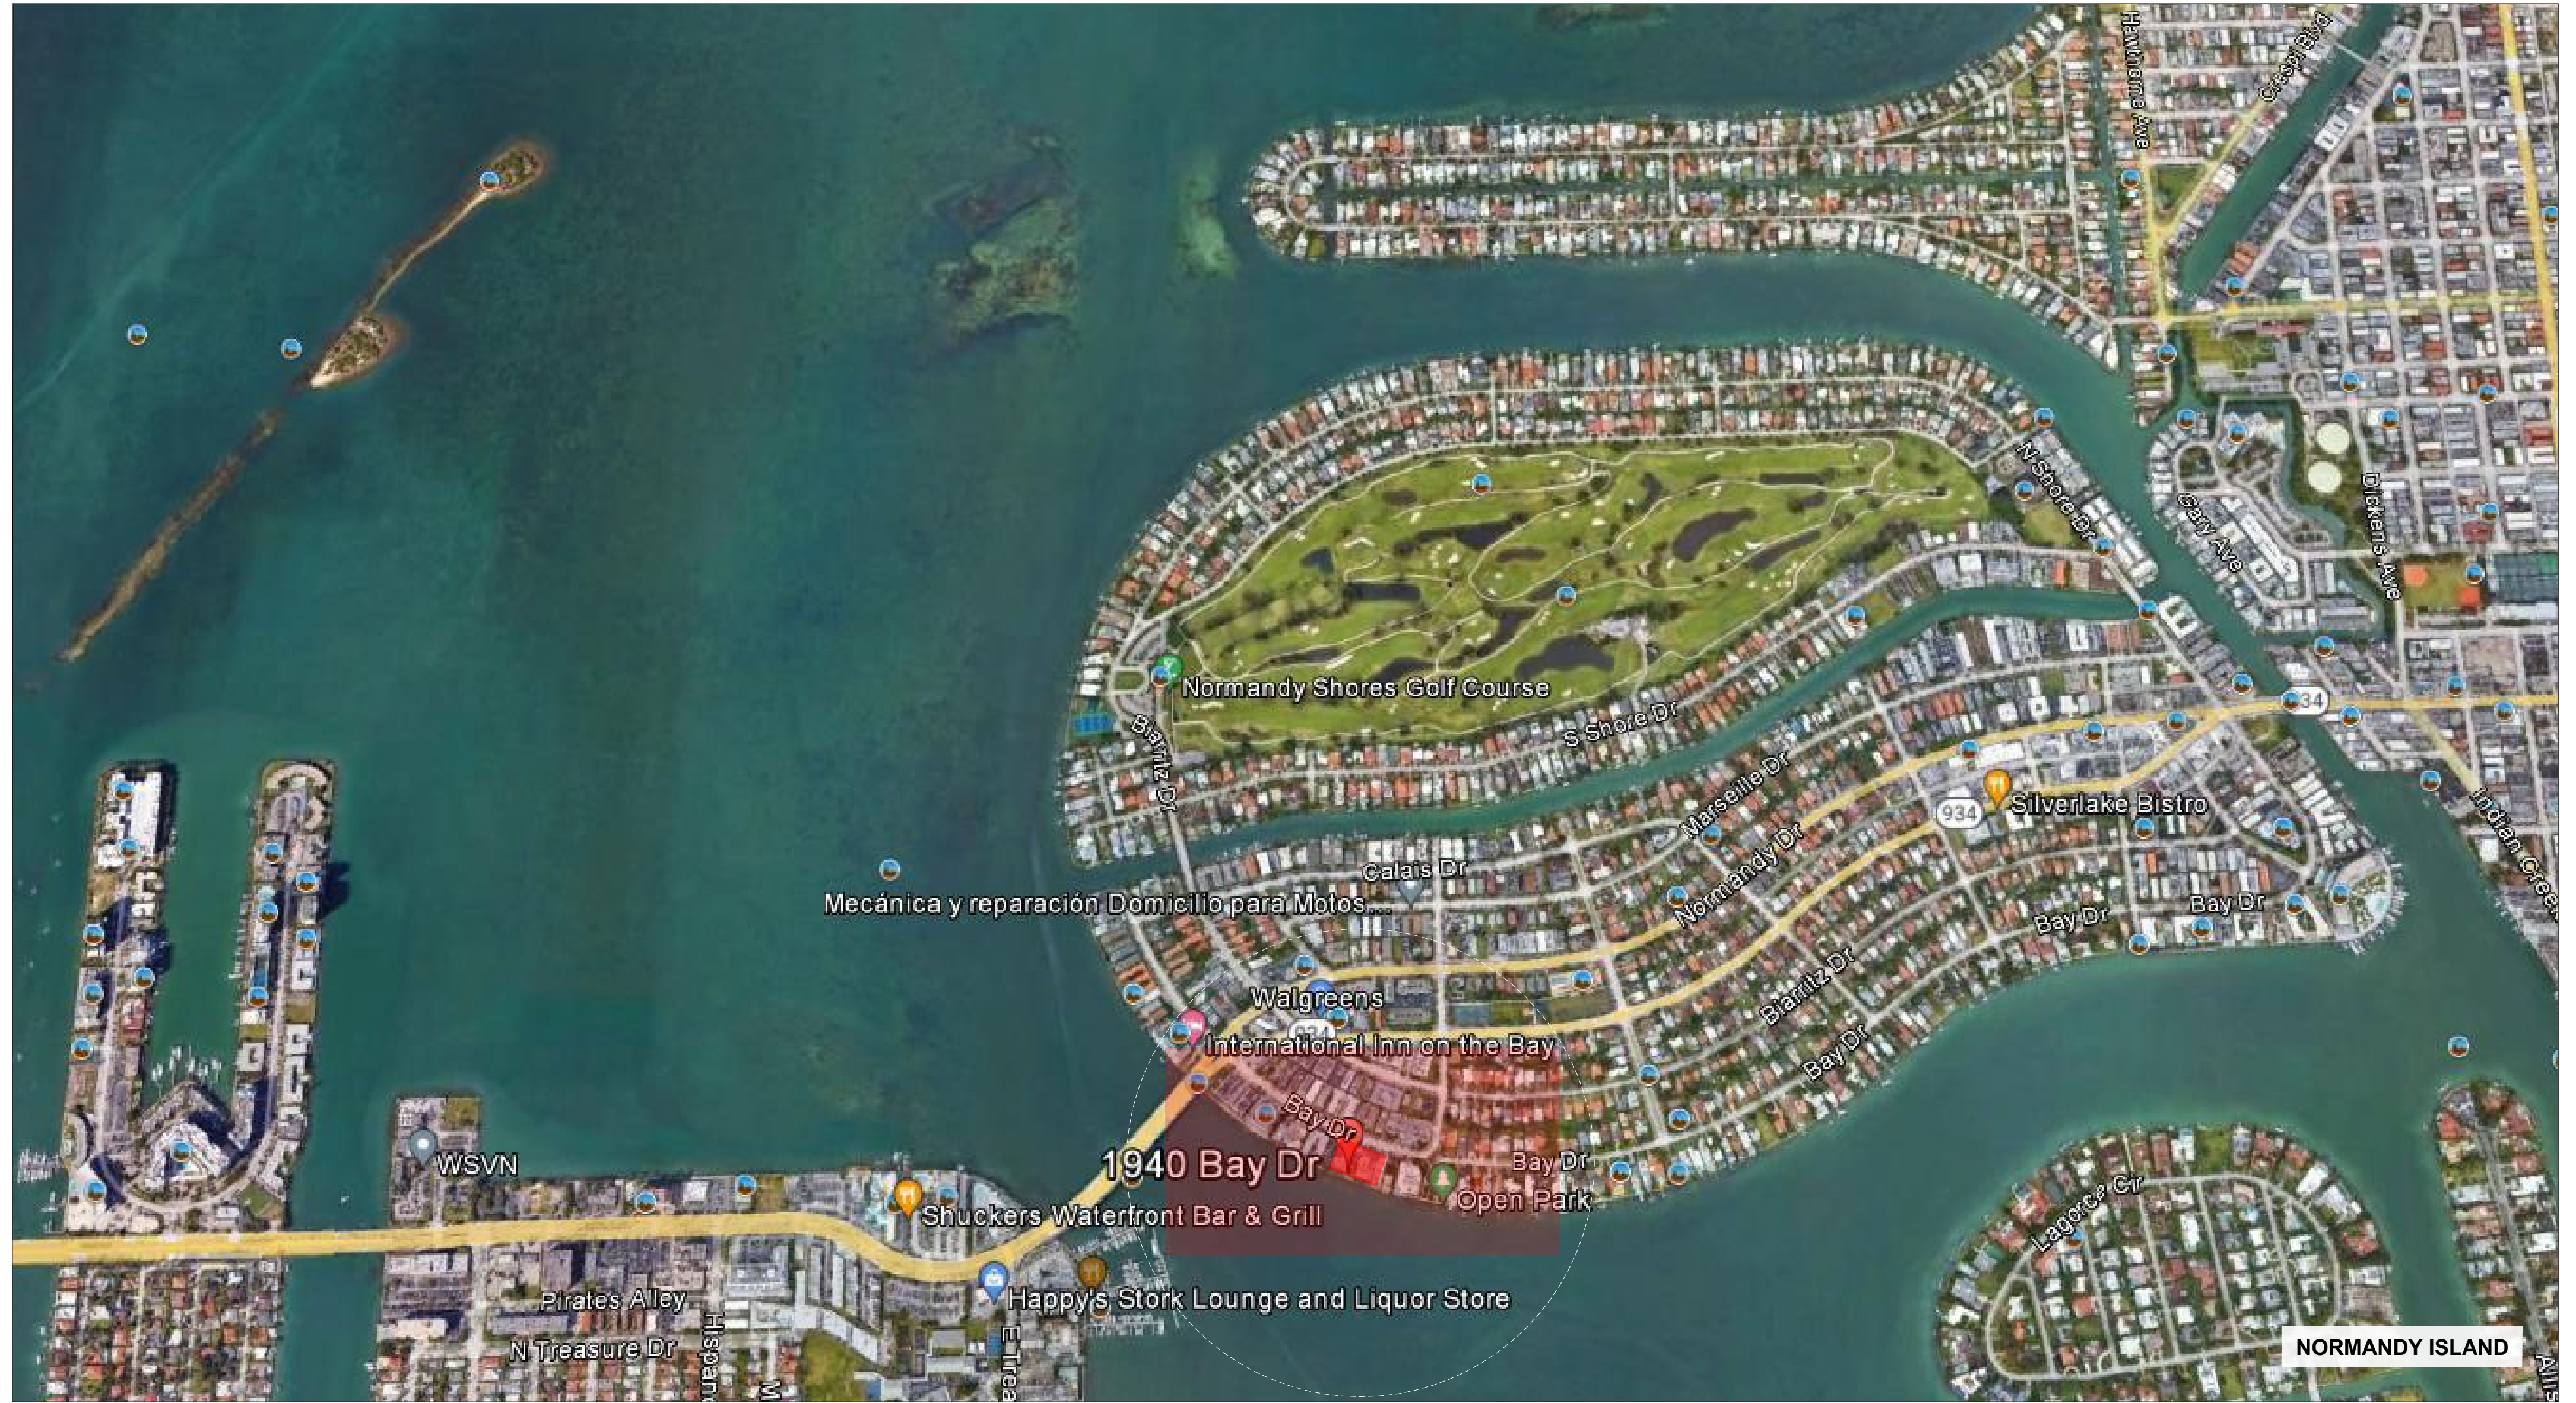 Hawthorne Ave
Crespi Blvd
N Shore Dr
Gary Ave
Dickens Ave
Normandy Shores Golf Course
S Shore Dr
Biarritz Dr
934
Marseille Dr
934
Silverlake Bistro
Indian Cree
Calais Dr
Normandy Dr
Mecánica y reparación Domicilio para Motos...
Bay Dr
Bay Dr
Biarritz Dr
Walgreens
934
International Inn on the Bay
Bay Dr
Bay Dr
WSVN
1940 Bay Dr
Bay Dr
Open Park
Shuckers Waterfront Bar & Grill
Lagorce Cir
Happy's Stork Lounge and Liquor Store
Pirates Alley
N Treasure Dr
Hispan
E Trea
M
NORMANDY ISLAND